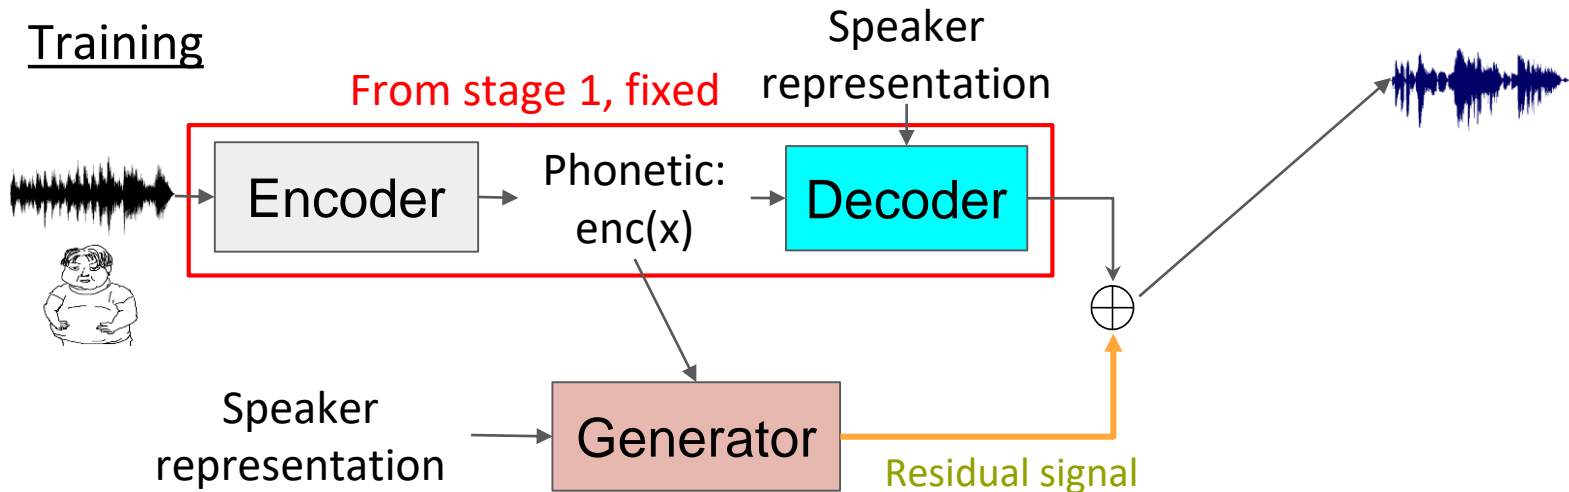 Training
Speaker
representation
From stage 1, fixed
Encoder
Phonetic:
enc(x)
Decoder
Speaker
representation
Generator
Residual signal